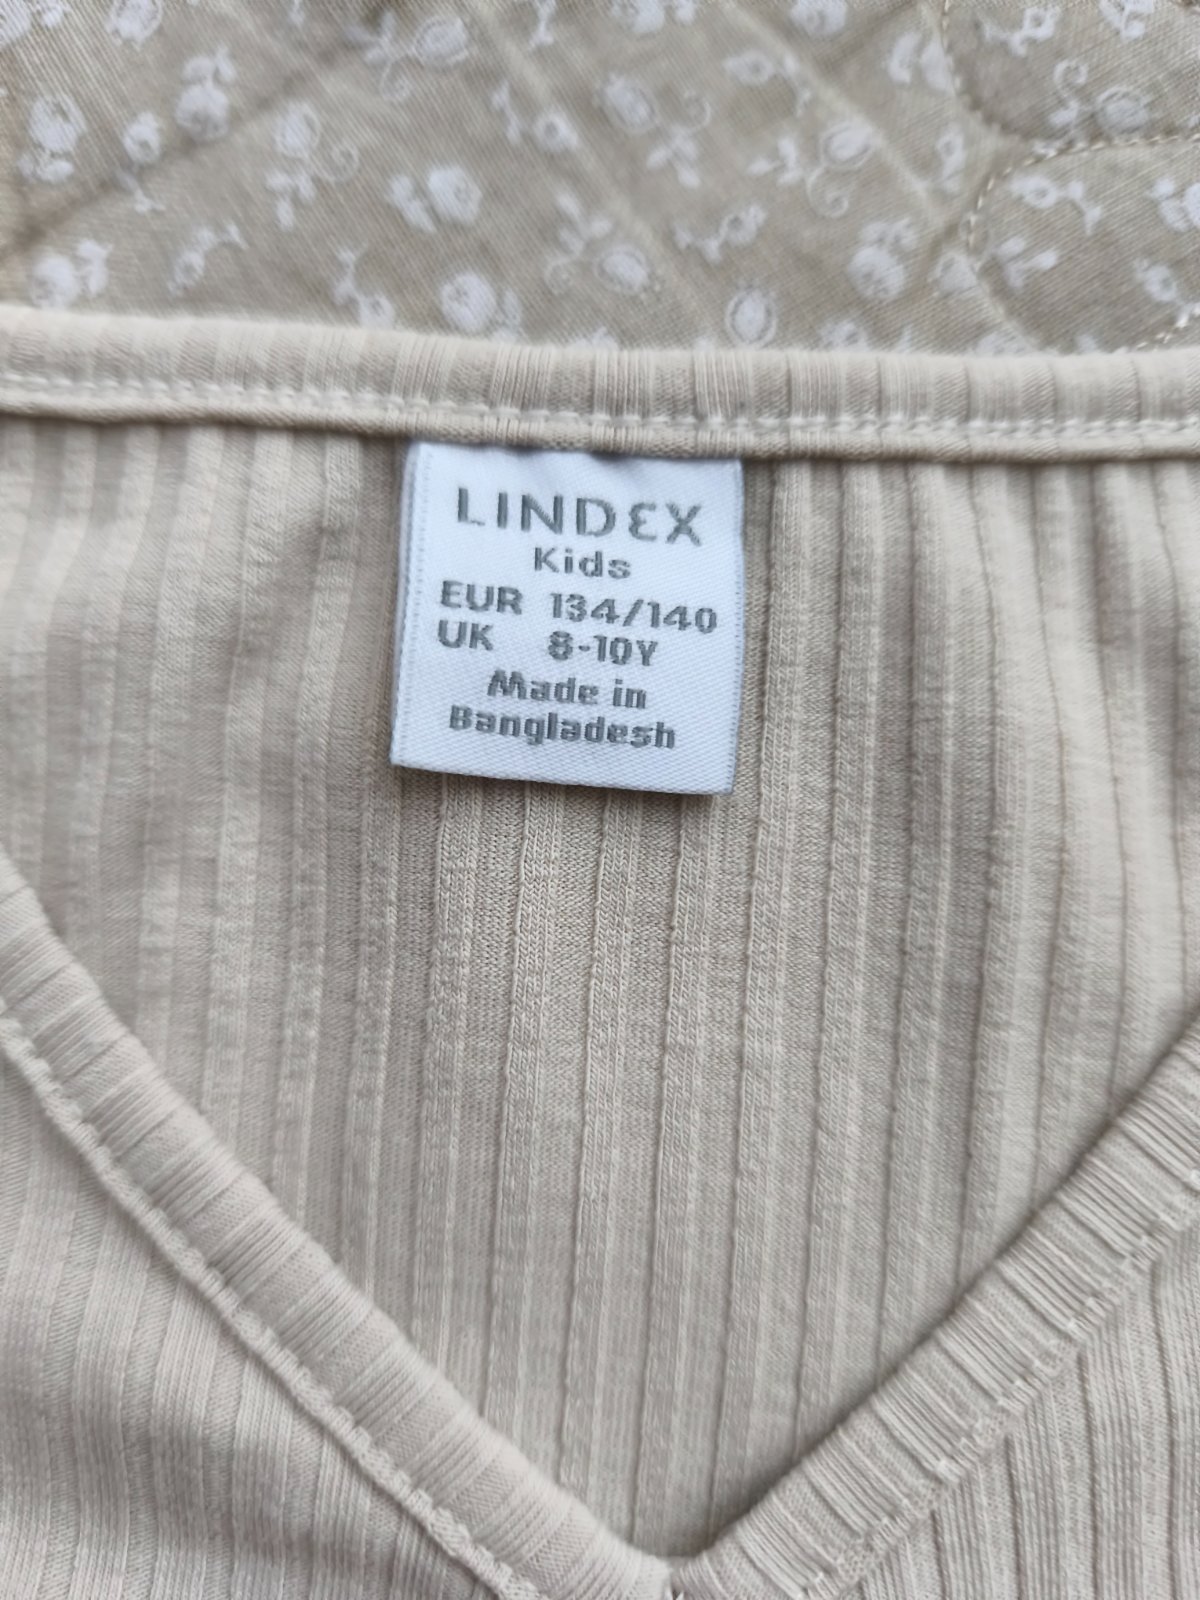 LINDEX
Kids
EUR 134/140
UK 8-10Y
Made in
Bangladesh